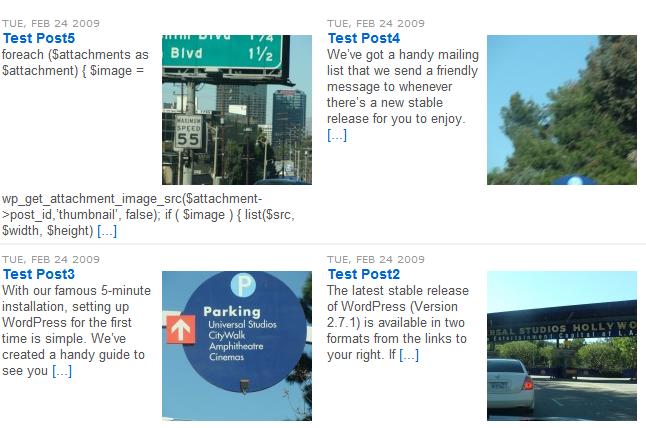 TUE, FEB 24 2009
Test Post5
foreach ($attachments as
$attachment) { $image =
Blvd 1½
MAXIMUM
SPEED
55
wp_get_attachment_image_src($attachment-
>post_id,'thumbnail', false); if ( $image ) { list($src,
$width, $height) [...]
TUE, FEB 24 2009
Test Post4
We've got a handy mailing
list that we send a friendly
message to whenever
there's a new stable
release for you to enjoy.
[...]
TUE, FEB 24 2009
Test Post3
With our famous 5-minute
installation, setting up
WordPress for the first
time is simple. We've
created a handy guide to
see you [...]
P
Parking
Universal Studios
CityWalk
Amphitheatre
Cinemas
TUE, FEB 24 2009
Test Post2
The latest stable release
of WordPress (Version
2.7.1) is available in two
formats from the links to
your right. If [...]
RSAL STUDIOS HOLLYWO
Entertainment Capital of L.A.